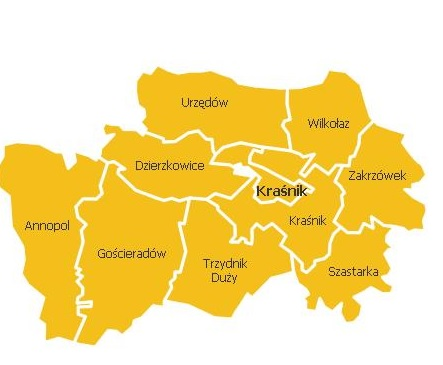 Urzędów
Wilkołaz
Dzierzkowice
Zakrzówek
Kraśnik
Kraśnik
Annopol
Gościeradów
Trzydnik
Duży
Szastarka